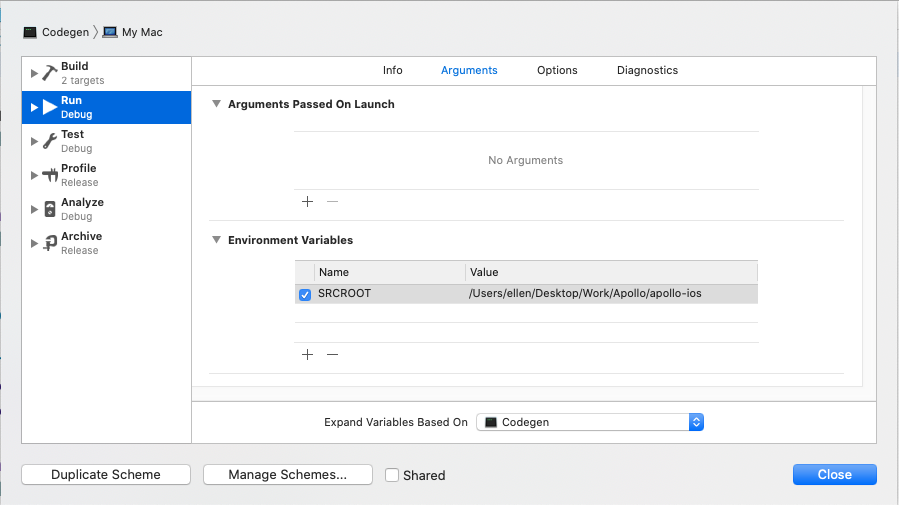 Codegen My Mac
Build
2 targets
Run
Debug
Test
Debug
Profile
Release
Analyze
Debug
Archive
Release
Info Arguments Options Diagnostics
Arguments Passed On Launch
No Arguments
Environment Variables
Name Value
SRCROOT /Users/ellen/Desktop/Work/Apollo/apollo-ios
Expand Variables Based On Codegen
Duplicate Scheme Manage Schemes... Shared Close